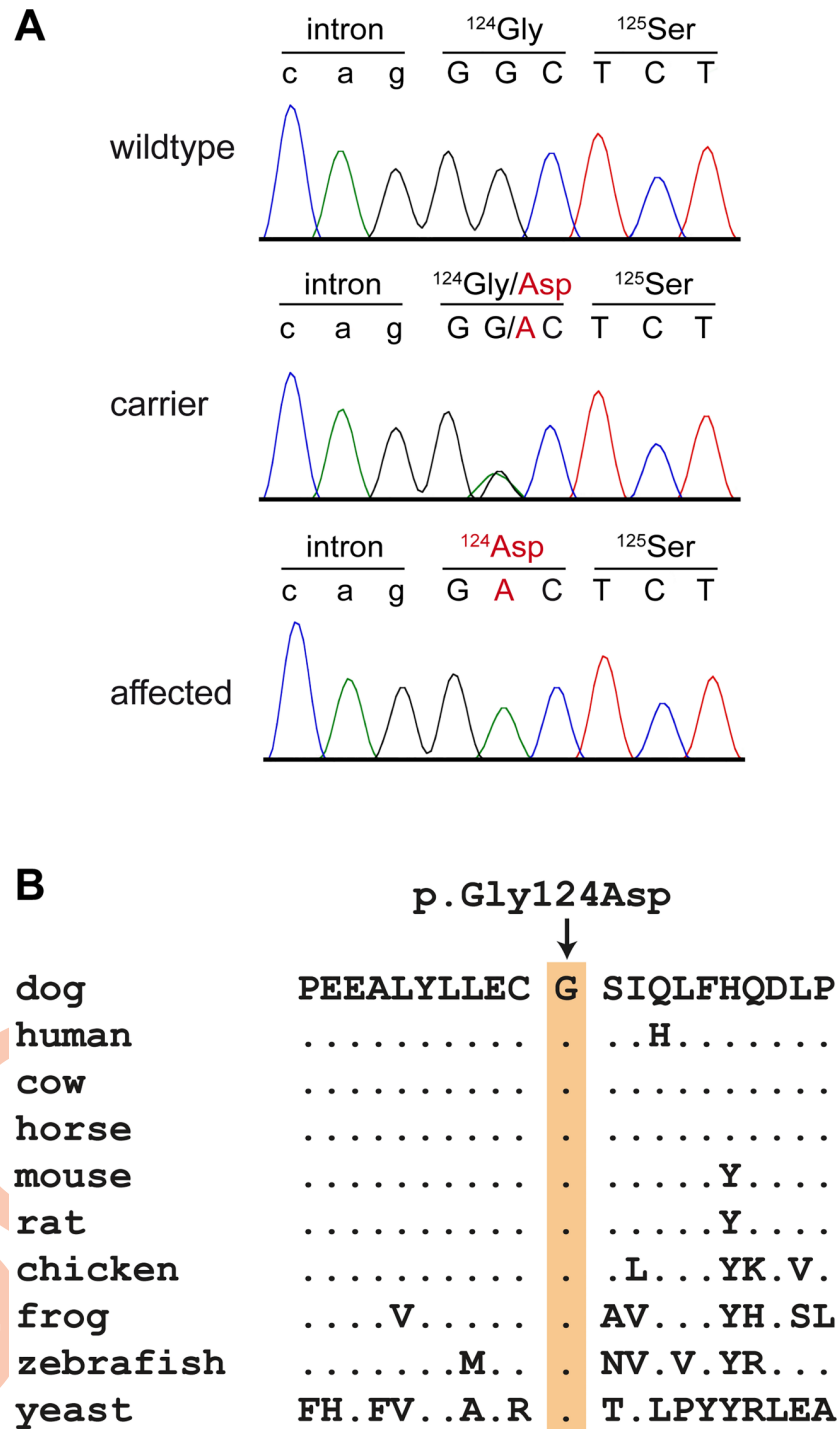 A
intron ¹²⁴Gly ¹²⁵Ser
c a g G G C T C T
wildtype
intron ¹²⁴Gly/Asp ¹²⁵Ser
c a g G G/A C T C T
carrier
intron ¹²⁴Asp ¹²⁵Ser
c a g G A C T C T
affected
B
p.Gly124Asp
dog PEEALYLLEC G SIQLFHQDLP
human .......... . ..H.......
cow .......... . ..........
horse .......... . ..........
mouse .......... . .....Y....
rat .......... . .....Y....
chicken .......... . .L...YK.V.
frog ....V..... . AV...YH.SL
zebrafish .......M.. . NV.V.YR...
yeast FH.FV..A.R . T.LPYYRLEA